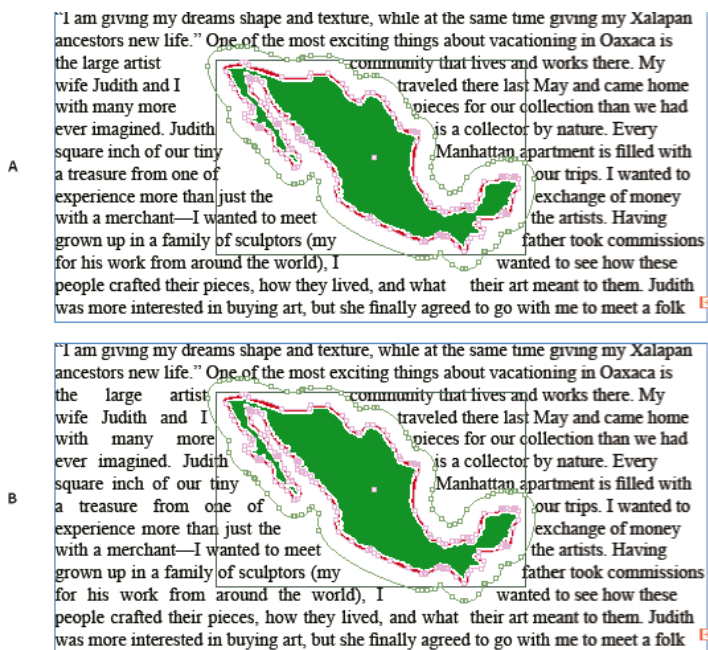 “I am giving my dreams shape and texture, while at the same time giving my Xalapan
ancestors new life.” One of the most exciting things about vacationing in Oaxaca is
the large artist community that lives and works there. My
wife Judith and I traveled there last May and came home
with many more pieces for our collection than we had
ever imagined. Judith is a collector by nature. Every
A
square inch of our tiny Manhattan apartment is filled with
a treasure from one of our trips. I wanted to
experience more than just the exchange of money
with a merchant—I wanted to meet the artists. Having
grown up in a family of sculptors (my father took commissions
for his work from around the world), I wanted to see how these
people crafted their pieces, how they lived, and what their art meant to them. Judith
was more interested in buying art, but she finally agreed to go with me to meet a folk
“I am giving my dreams shape and texture, while at the same time giving my Xalapan
ancestors new life.” One of the most exciting things about vacationing in Oaxaca is
the large artist community that lives and works there. My
wife Judith and I traveled there last May and came home
with many more pieces for our collection than we had
ever imagined. Judith is a collector by nature. Every
square inch of our tiny Manhattan apartment is filled with
B
a treasure from one of our trips. I wanted to
experience more than just the exchange of money
with a merchant—I wanted to meet the artists. Having
grown up in a family of sculptors (my father took commissions
for his work from around the world), I wanted to see how these
people crafted their pieces, how they lived, and what their art meant to them. Judith
was more interested in buying art, but she finally agreed to go with me to meet a folk